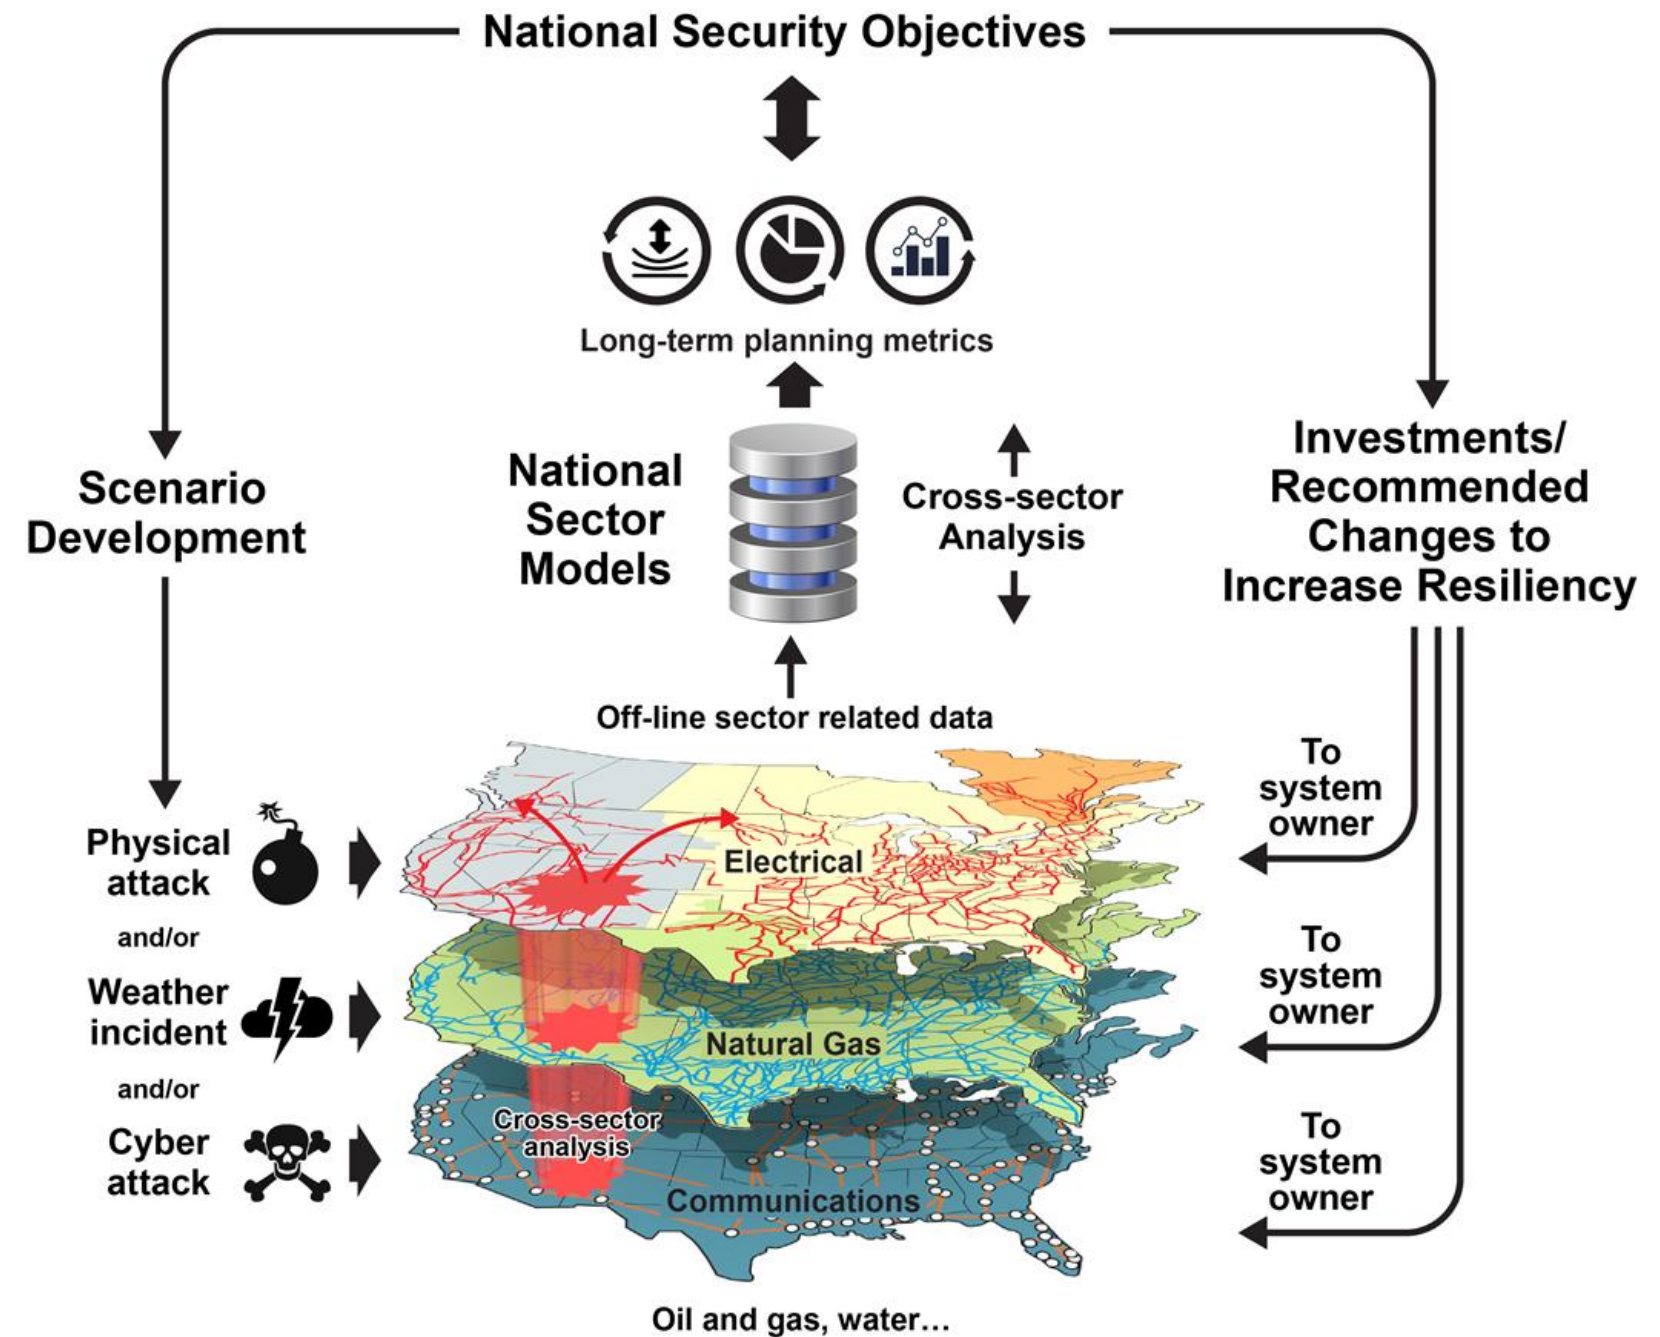 National Security Objectives
Long-term planning metrics
National
Sector
Models
Cross-sector
Analysis
Scenario
Development
Investments/
Recommended
Changes to
Increase Resiliency
Off-line sector related data
Physical
attack
and/or
Weather
incident
and/or
Cyber
attack
Electrical
Natural Gas
Cross-sector
analysis
Communications
To
system
owner
To
system
owner
To
system
owner
Oil and gas, water…